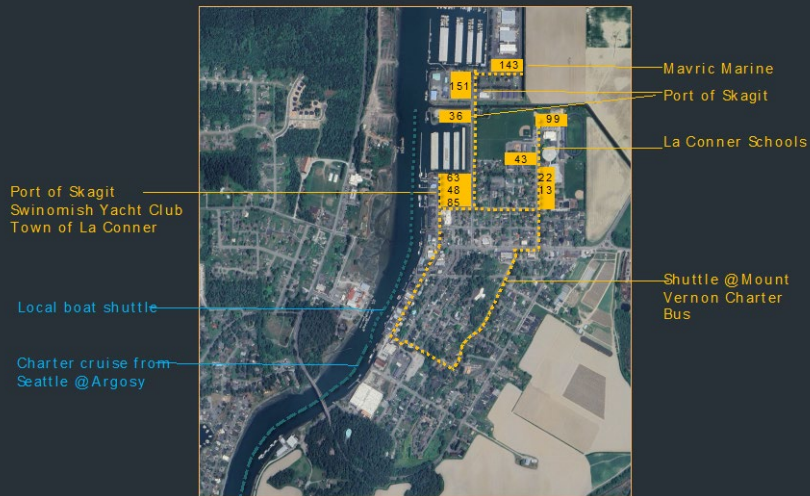 143
Mavric Marine
151
Port of Skagit
36
99
La Conner Schools
43
63
48
85
22
13
Port of Skagit
Swinomish Yacht Club
Town of La Conner
Shuttle @Mount
Vernon Charter
Bus
Local boat shuttle
Charter cruise from
Seattle @Argosy